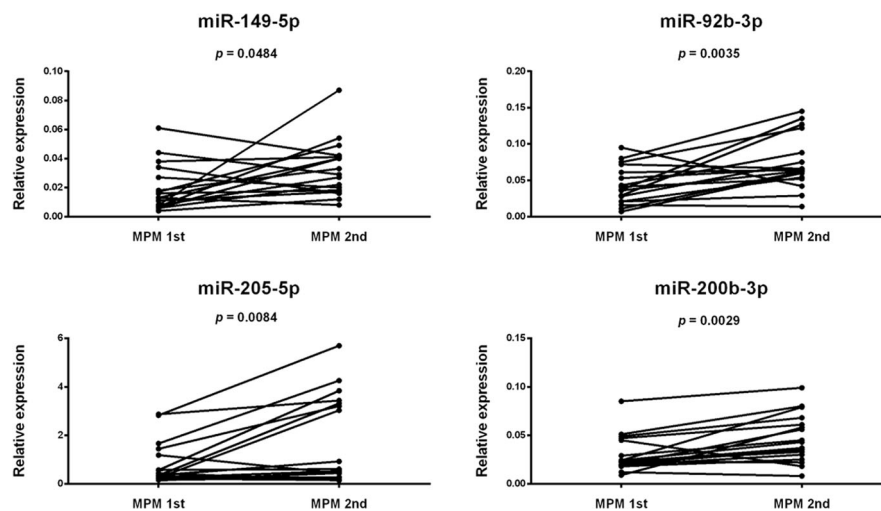 miR-149-5p
p = 0.0484
Relative expression
0.10
0.08
0.06
0.04
0.02
0.00
MPM 1st MPM 2nd
miR-92b-3p
p = 0.0035
Relative expression
0.20
0.15
0.10
0.05
0.00
MPM 1st MPM 2nd
miR-205-5p
p = 0.0084
Relative expression
6
4
2
0
MPM 1st MPM 2nd
miR-200b-3p
p = 0.0029
Relative expression
0.15
0.10
0.05
0.00
MPM 1st MPM 2nd